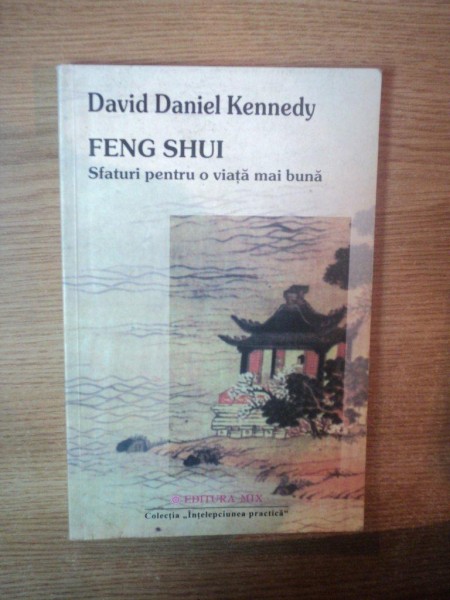 David Daniel Kennedy
FENG SHUI
Sfaturi pentru o viață mai bună
EDITURA MIX
Colecția „Înțelepciunea practică"